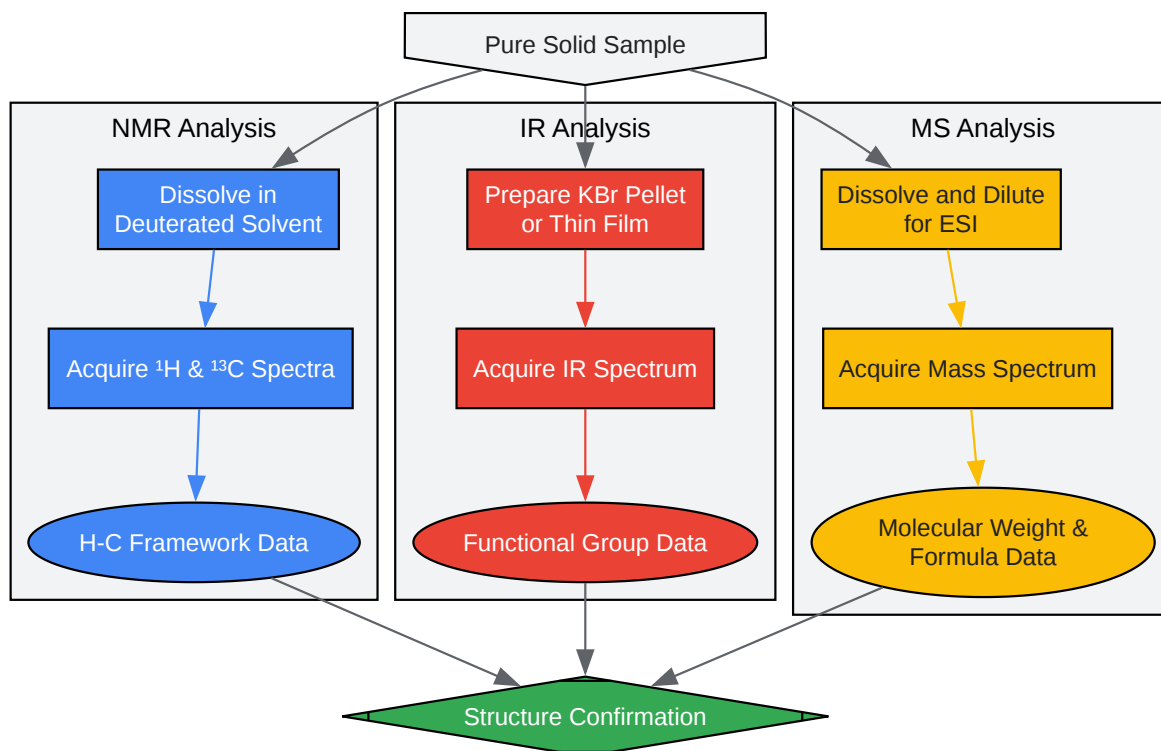 Pure Solid Sample
NMR Analysis
Dissolve in
Deuterated Solvent
Acquire ¹H & ¹³C Spectra
H-C Framework Data
IR Analysis
Prepare KBr Pellet
or Thin Film
Acquire IR Spectrum
Functional Group Data
MS Analysis
Dissolve and Dilute
for ESI
Acquire Mass Spectrum
Molecular Weight &
Formula Data
Structure Confirmation